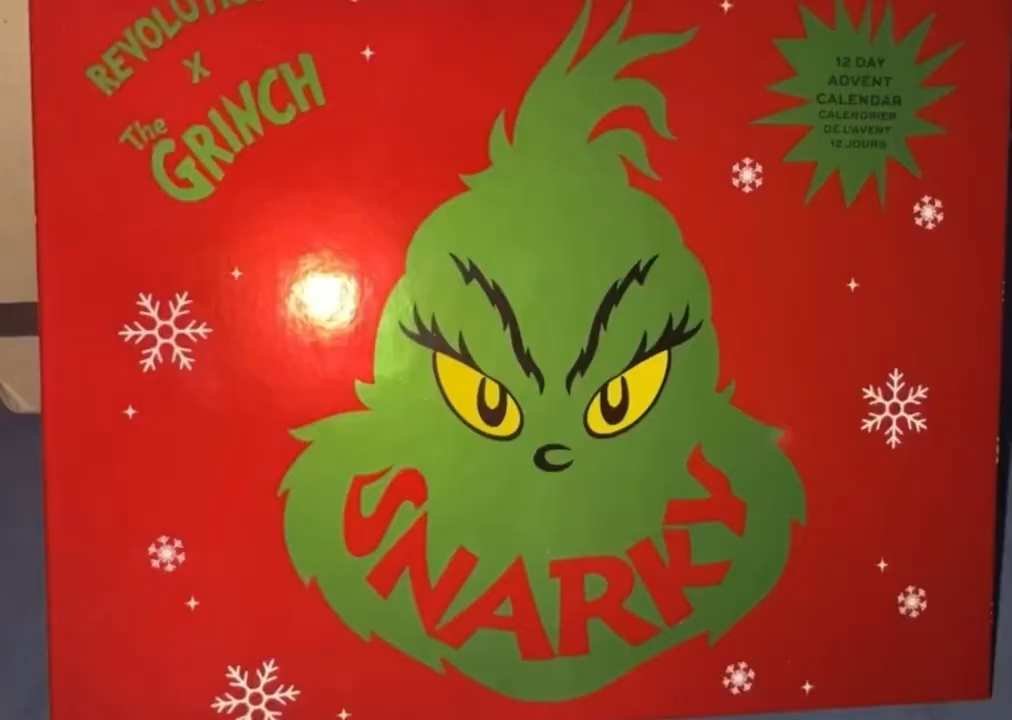 X
The
GRINCH
12 DAY
ADVENT
CALENDAR
CALENDRIER
DE L'AVENT
12 JOURS
SNARKY